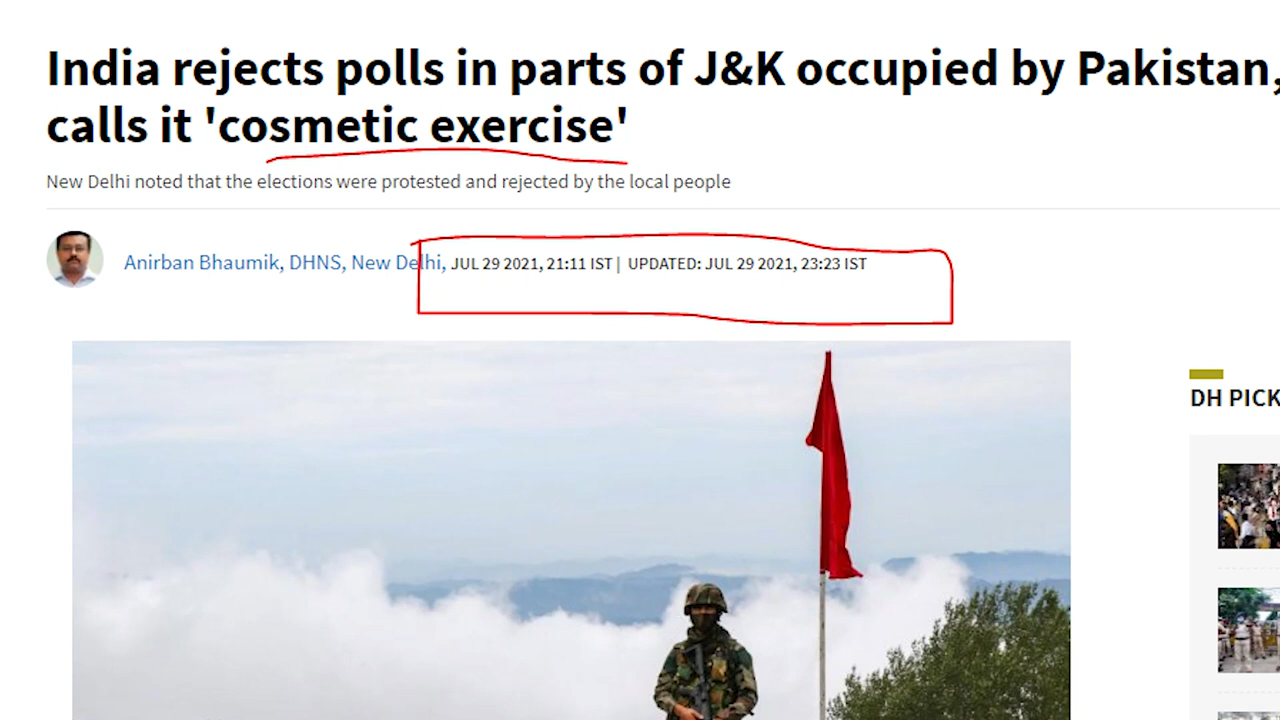 India rejects polls in parts of J&K occupied by Pakistan,
calls it 'cosmetic exercise'
New Delhi noted that the elections were protested and rejected by the local people
Anirban Bhaumik, DHNS, New Delhi, JUL 29 2021, 21:11 IST | UPDATED: JUL 29 2021, 23:23 IST
DH PICK